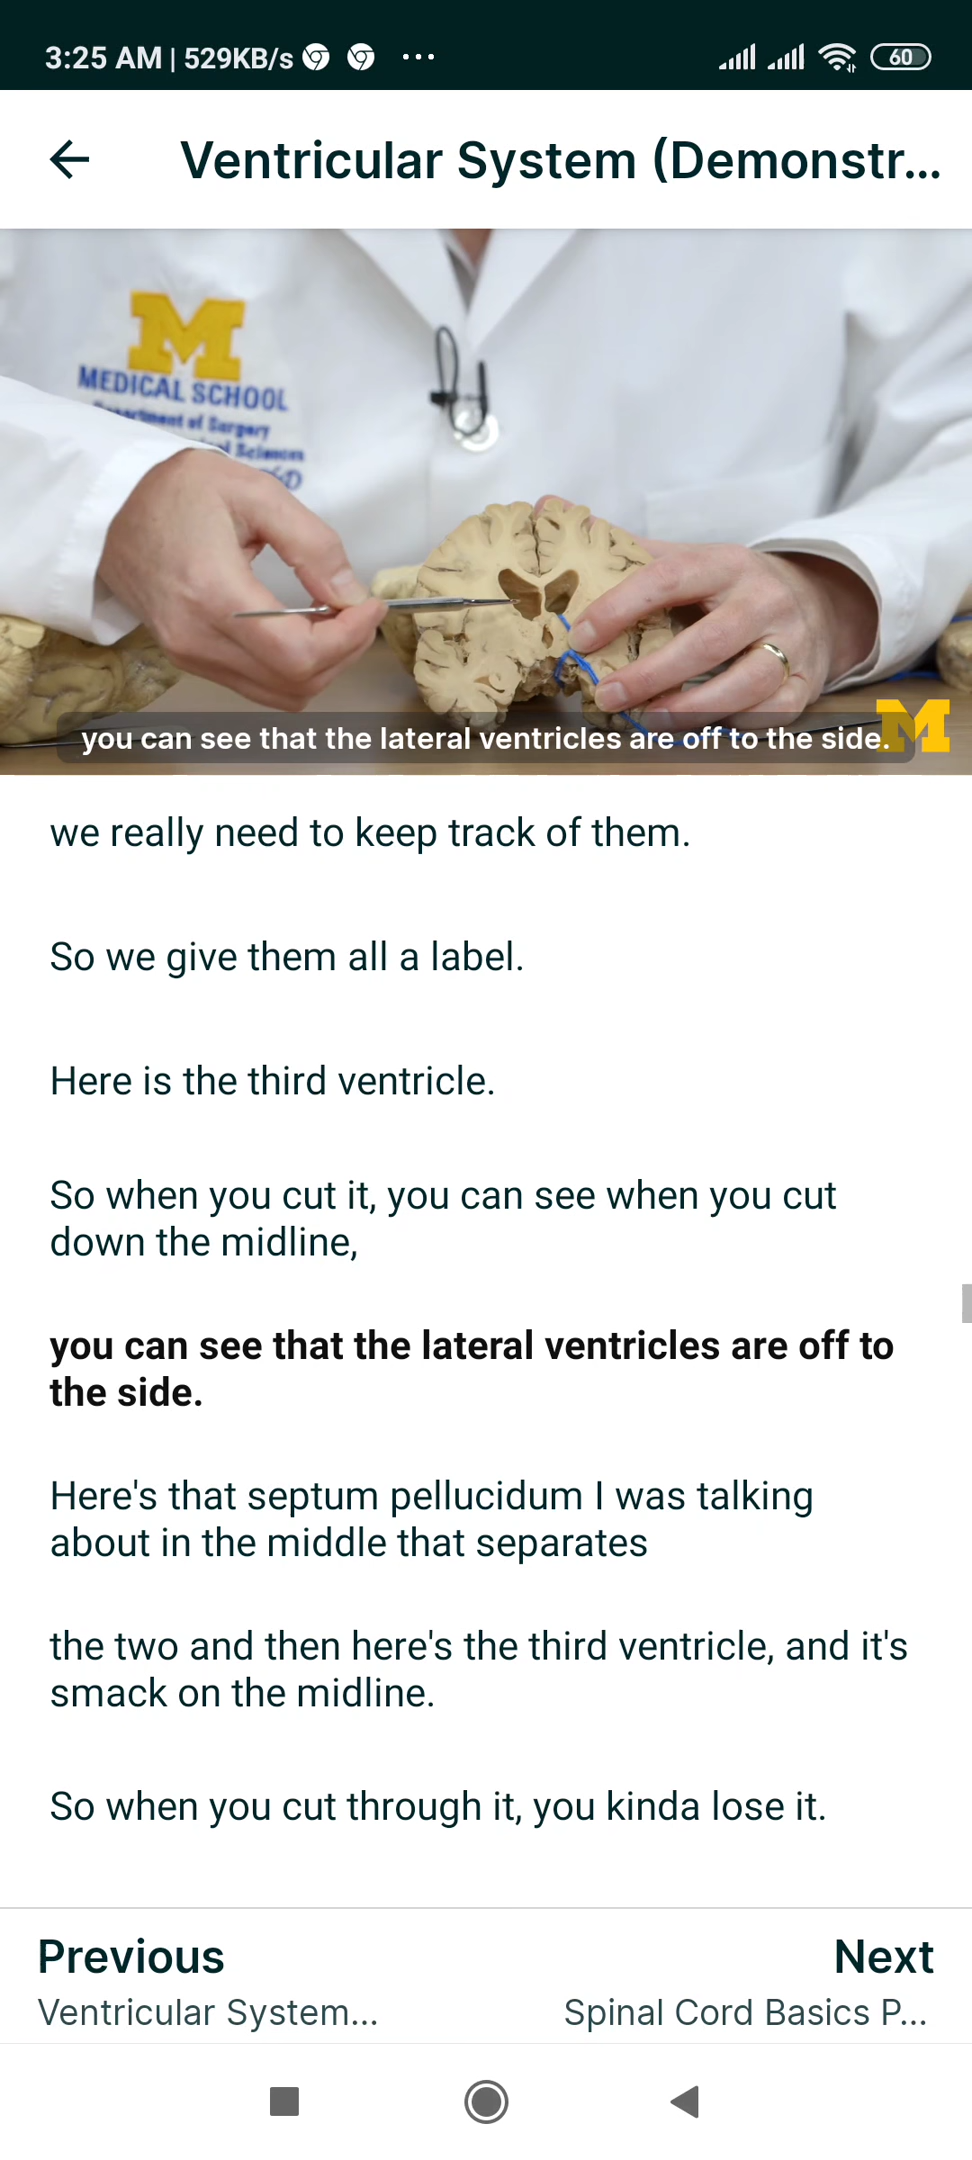 3:25 AM | 529KB/s ...
60
Ventricular System (Demonstr...
M
MEDICAL SCHOOL
Department of Surgery
Sciences
M
you can see that the lateral ventricles are off to the side.
we really need to keep track of them.
So we give them all a label.
Here is the third ventricle.
So when you cut it, you can see when you cut
down the midline,
you can see that the lateral ventricles are off to
the side.
Here's that septum pellucidum I was talking
about in the middle that separates
the two and then here's the third ventricle, and it's
smack on the midline.
So when you cut through it, you kinda lose it.
Previous
Next
Ventricular System...
Spinal Cord Basics P...